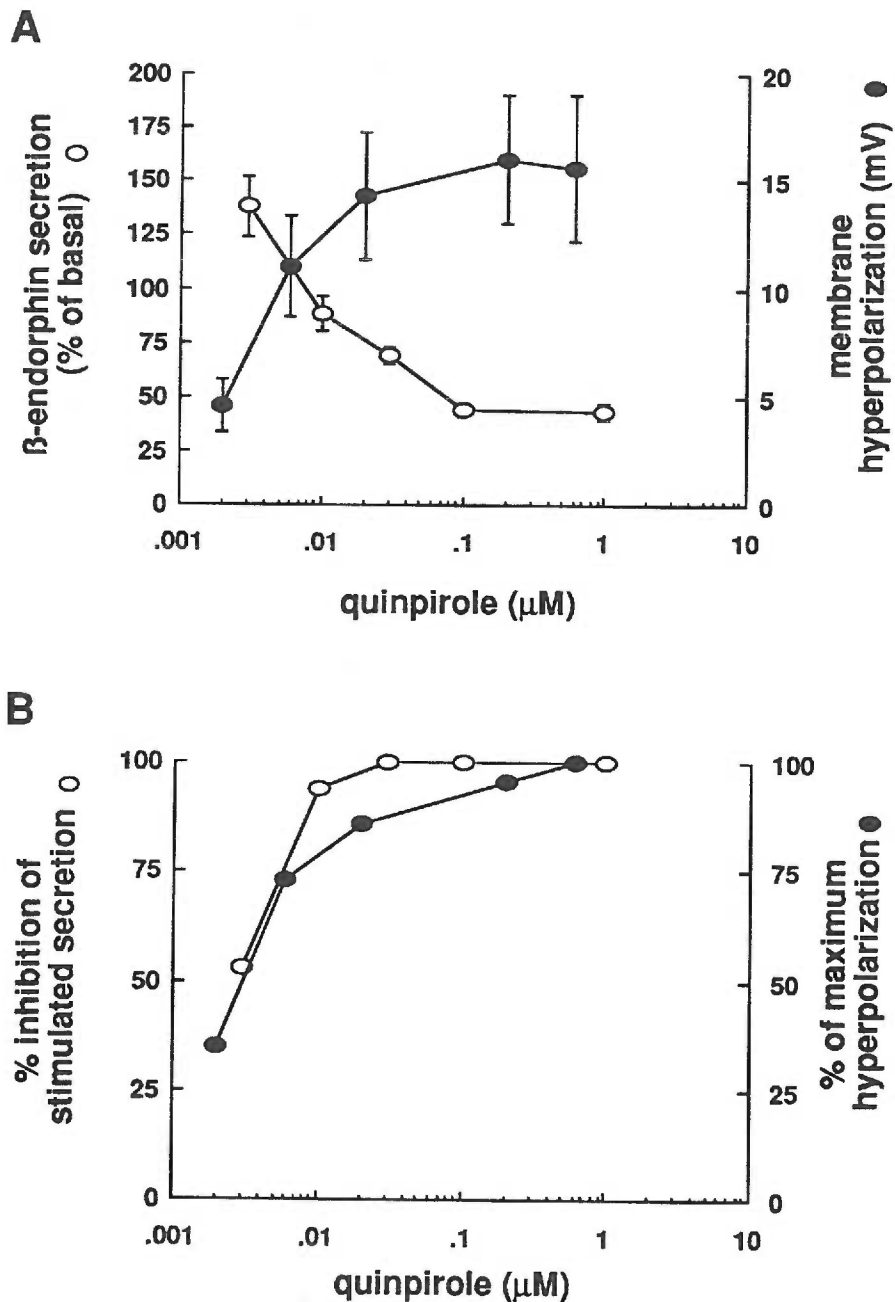 A
200
175
150
125
100
75
50
25
0
ß-endorphin secretion
(% of basal) O
20
15
10
5
0
membrane
hyperpolarization (mV) ●
.001 .01 .1 1 10
quinpirole (µM)
B
100
75
50
25
0
% inhibition of
stimulated secretion O
100
75
50
25
0
% of maximum
hyperpolarization ●
.001 .01 .1 1 10
quinpirole (µM)